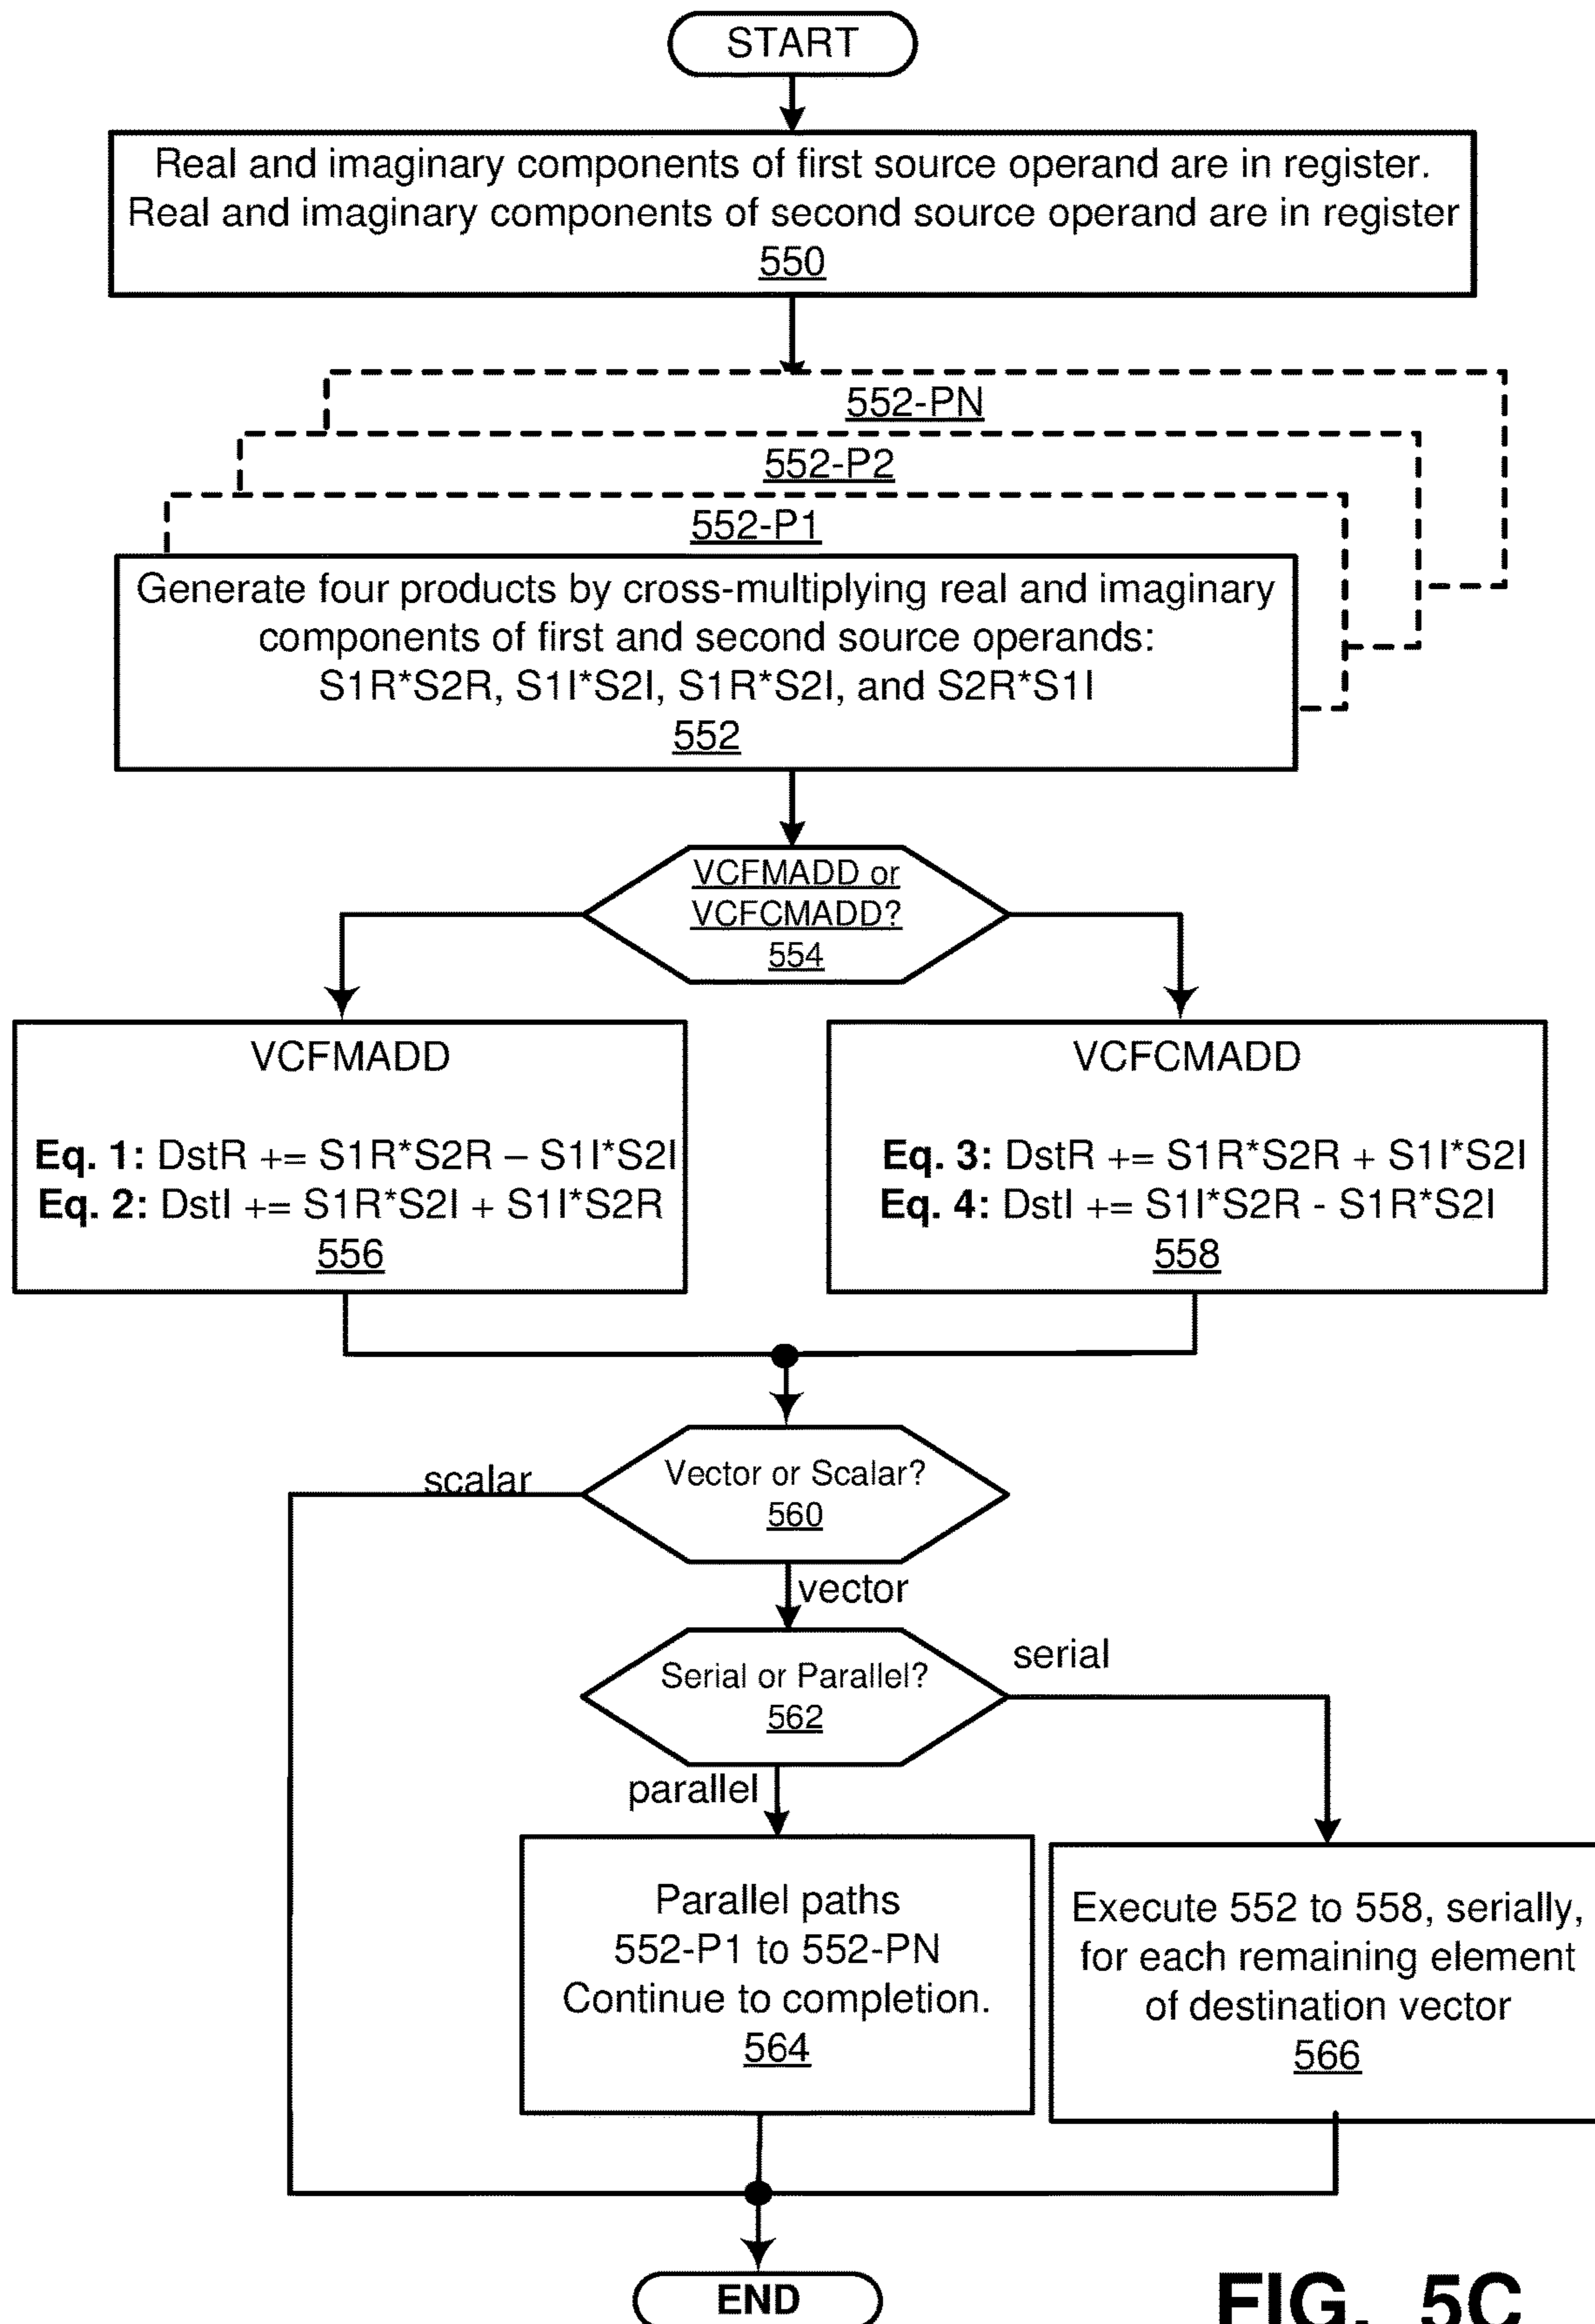 START
Real and imaginary components of first source operand are in register.
Real and imaginary components of second source operand are in register
550
552-PN
552-P2
552-P1
Generate four products by cross-multiplying real and imaginary
components of first and second source operands:
S1R*S2R, S1I*S2I, S1R*S2I, and S2R*S1I
552
VCFMADD or
VCFCMADD?
554
VCFMADD
Eq. 1: DstR += S1R*S2R – S1I*S2I
Eq. 2: DstI += S1R*S2I + S1I*S2R
556
VCFCMADD
Eq. 3: DstR += S1R*S2R + S1I*S2I
Eq. 4: DstI += S1I*S2R - S1R*S2I
558
scalar
Vector or Scalar?
560
vector
Serial or Parallel?
562
serial
parallel
Parallel paths
552-P1 to 552-PN
Continue to completion.
564
Execute 552 to 558, serially,
for each remaining element
of destination vector
566
END
FIG. 5C